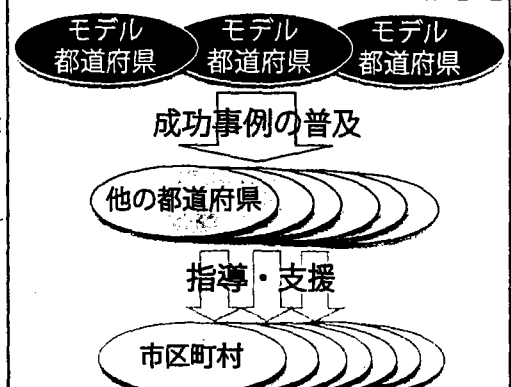 モデル
都道府県
モデル
都道府県
モデル
都道府県
成功事例の普及
他の都道府県
指導・支援
市区町村